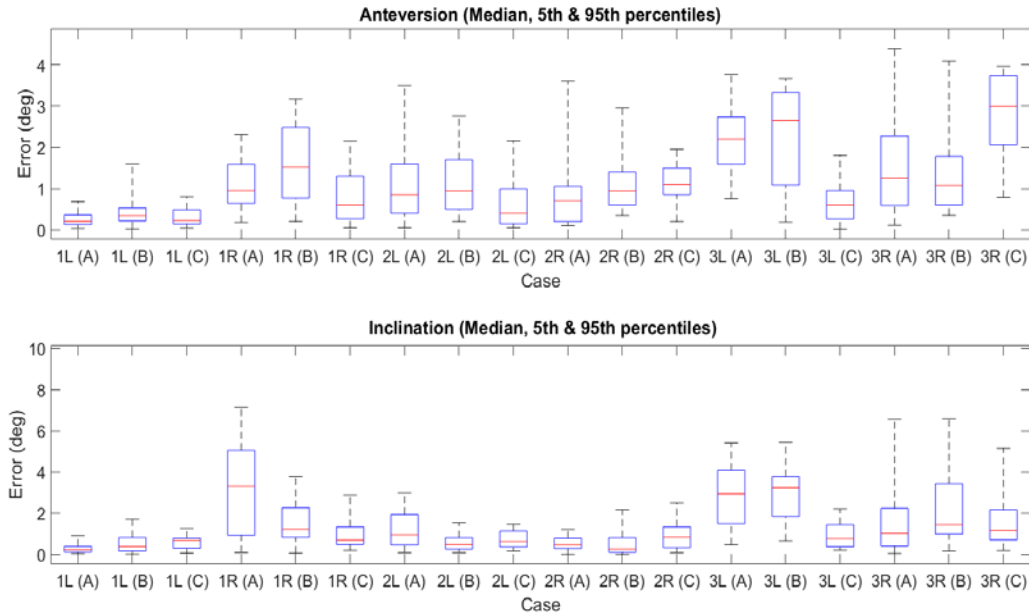 Anteversion (Median, 5th & 95th percentiles)
4
3
2
1
0
Error (deg)
1L (A) 1L (B) 1L (C) 1R (A) 1R (B) 1R (C) 2L (A) 2L (B) 2L (C) 2R (A) 2R (B) 2R (C) 3L (A) 3L (B) 3L (C) 3R (A) 3R (B) 3R (C)
Case
Inclination (Median, 5th & 95th percentiles)
10
8
6
4
2
0
Error (deg)
1L (A) 1L (B) 1L (C) 1R (A) 1R (B) 1R (C) 2L (A) 2L (B) 2L (C) 2R (A) 2R (B) 2R (C) 3L (A) 3L (B) 3L (C) 3R (A) 3R (B) 3R (C)
Case